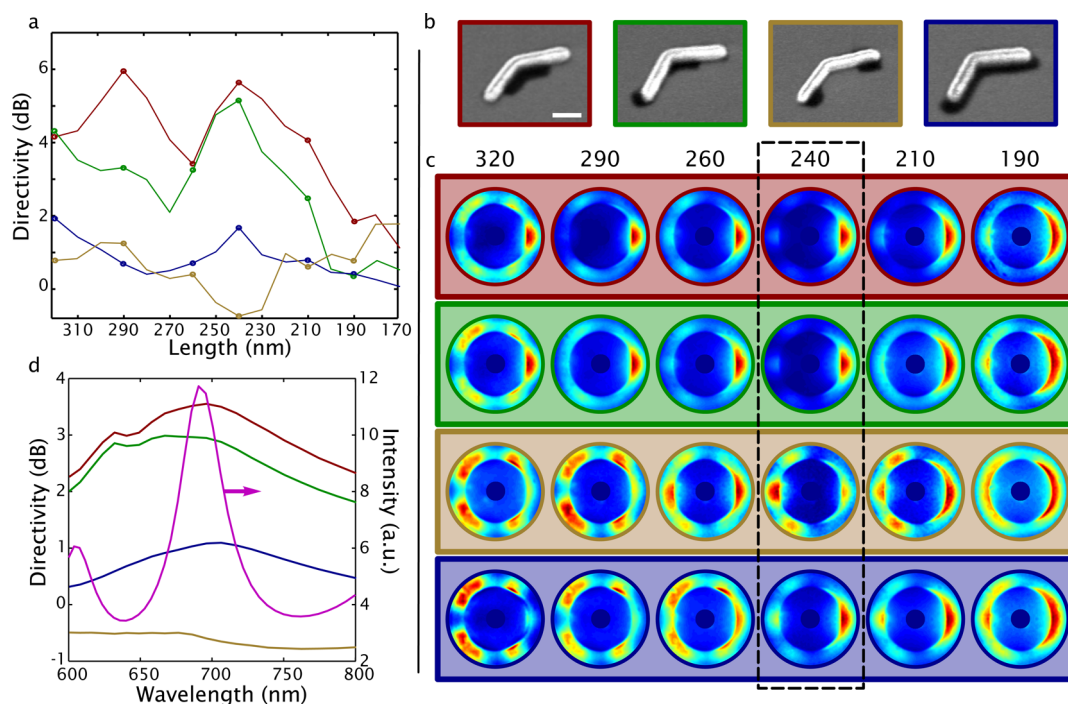 a
Directivity (dB)
6
4
2
0
310 290 270 250 230 210 190 170
Length (nm)
b
c
320 290 260 240 210 190
d
Directivity (dB)
4
3
2
1
0
-1
600 650 700 750 800
Wavelength (nm)
12
10
8
6
4
2
Intensity (a.u.)